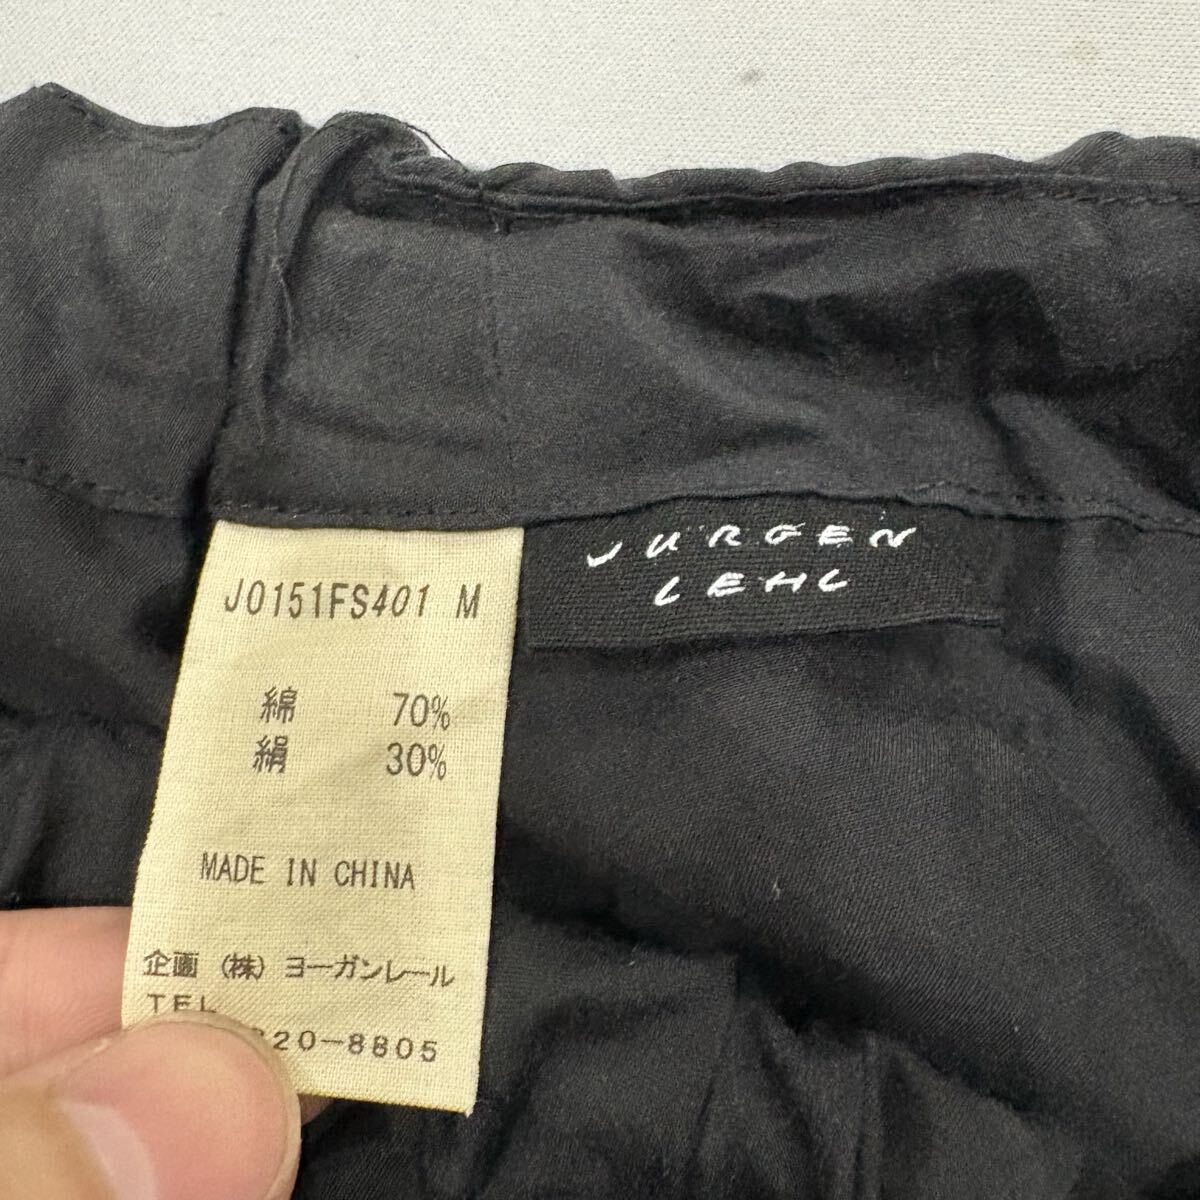 JURGEN
LEHL
J0151FS401 M
綿 70%
絹 30%
MADE IN CHINA
企画 (株) ヨーガンレール
TEL
820-8805